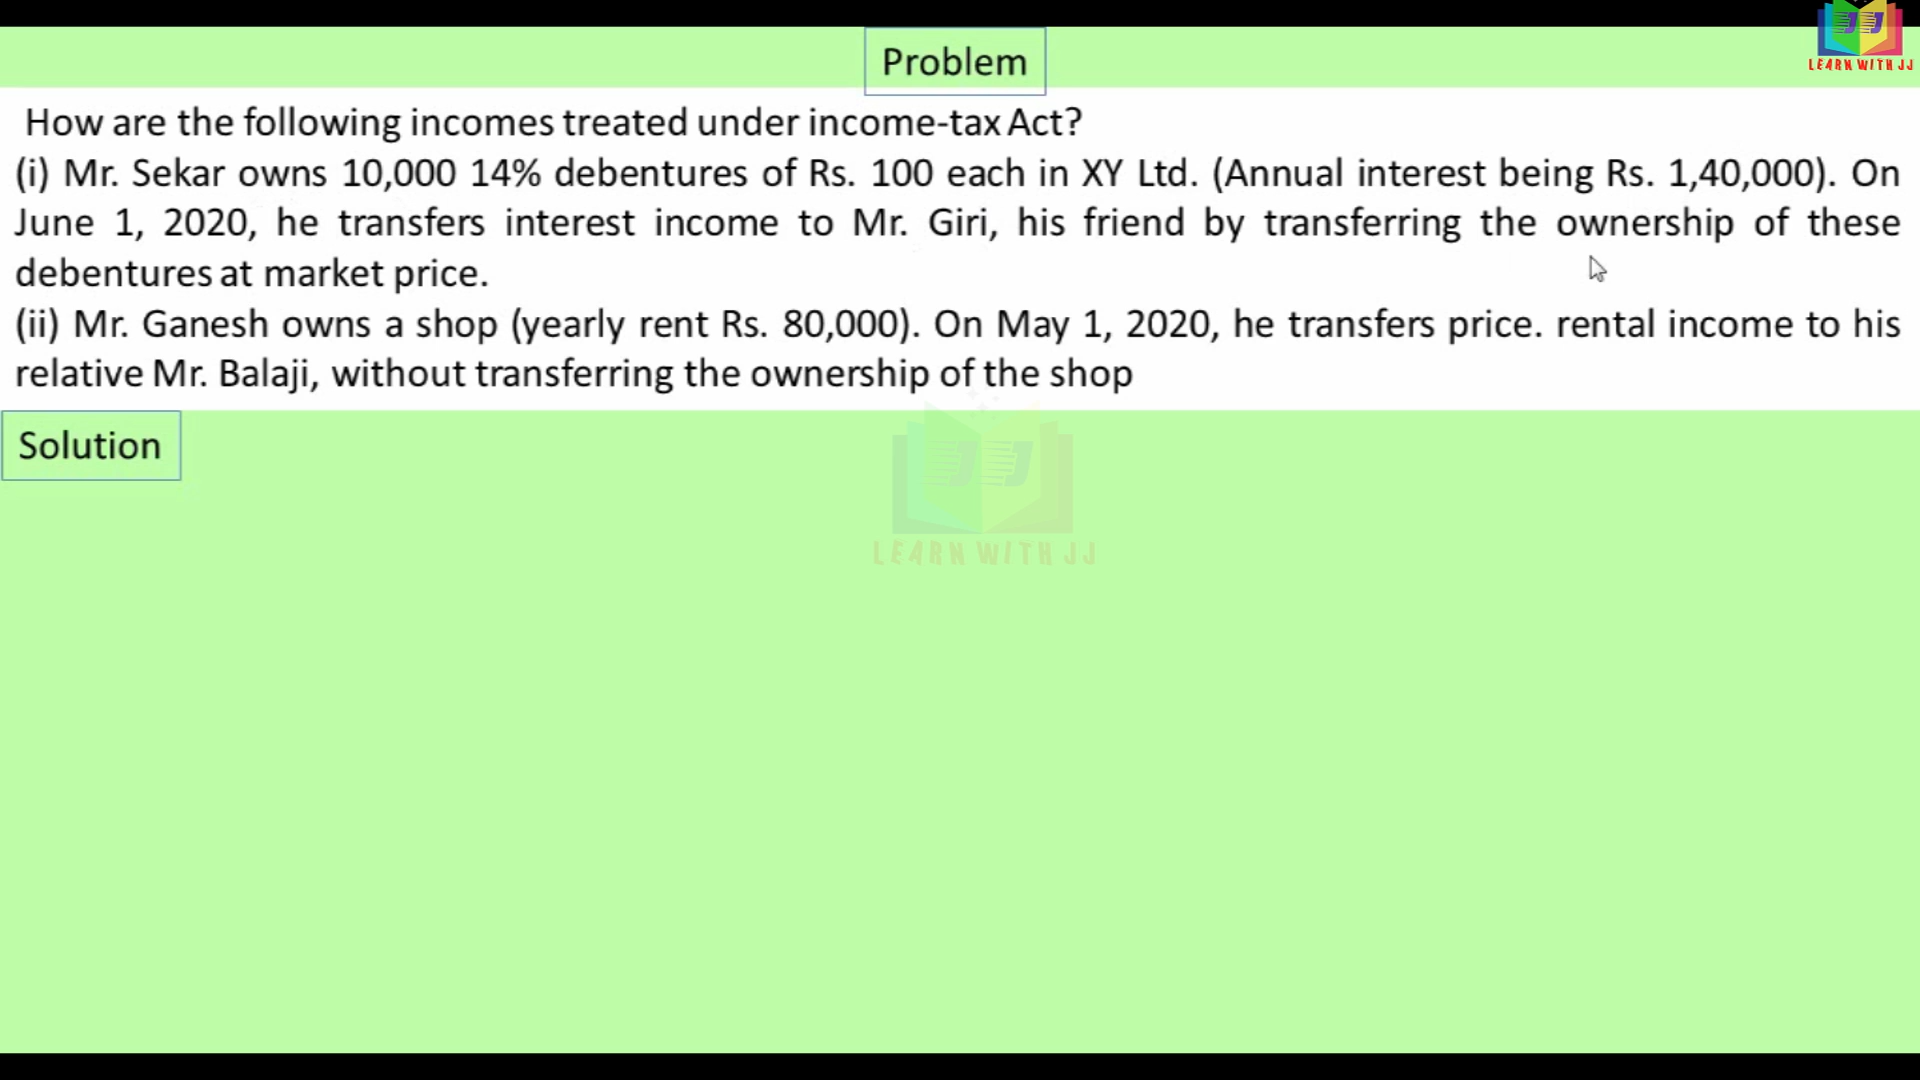 Problem
LEARN WITH JJ
How are the following incomes treated under income-tax Act?
(i) Mr. Sekar owns 10,000 14% debentures of Rs. 100 each in XY Ltd. (Annual interest being Rs. 1,40,000). On
June 1, 2020, he transfers interest income to Mr. Giri, his friend by transferring the ownership of these
debentures at market price.
(ii) Mr. Ganesh owns a shop (yearly rent Rs. 80,000). On May 1, 2020, he transfers price. rental income to his
relative Mr. Balaji, without transferring the ownership of the shop
Solution
LEARN WITH JJ